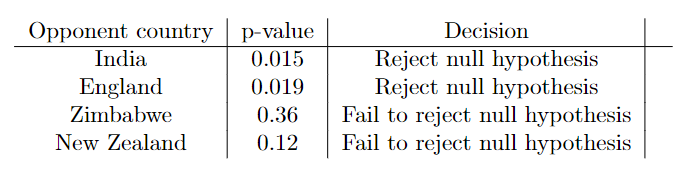 Opponent country p-value Decision
India 0.015 Reject null hypothesis
England 0.019 Reject null hypothesis
Zimbabwe 0.36 Fail to reject null hypothesis
New Zealand 0.12 Fail to reject null hypothesis